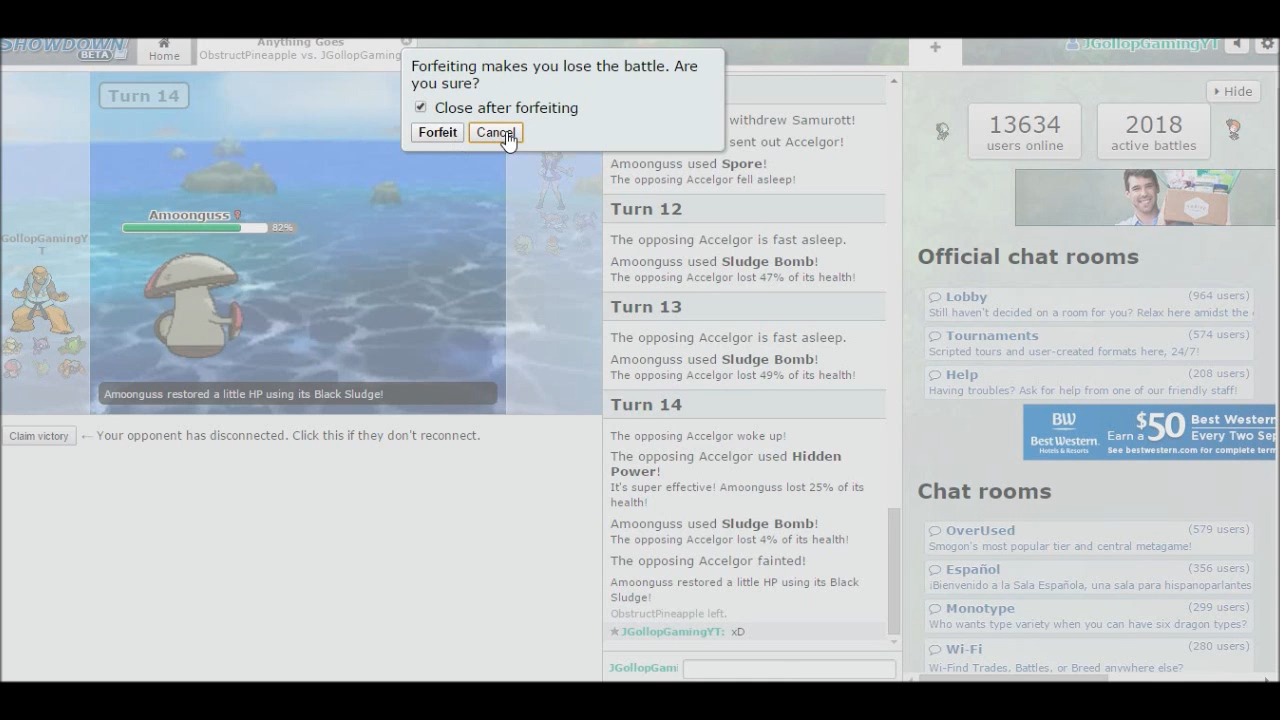 SHOWDOWN!
BETA
Home
Anything Goes
ObstructPineapple vs. JGollopGaming
+
JGollopGamingYT
Forfeiting makes you lose the battle. Are
you sure?
Close after forfeiting
Forfeit
Cancel
Turn 14
Amoonguss
82%
GollopGamingY
T
Amoonguss restored a little HP using its Black Sludge!
Claim victory
← Your opponent has disconnected. Click this if they don't reconnect.
withdrew Samurott!
sent out Accelgor!
Amoonguss used Spore!
The opposing Accelgor fell asleep!
Turn 12
The opposing Accelgor is fast asleep.
Amoonguss used Sludge Bomb!
The opposing Accelgor lost 47% of its health!
Turn 13
The opposing Accelgor is fast asleep.
Amoonguss used Sludge Bomb!
The opposing Accelgor lost 49% of its health!
Turn 14
The opposing Accelgor woke up!
The opposing Accelgor used Hidden
Power!
It's super effective! Amoonguss lost 25% of its
health!
Amoonguss used Sludge Bomb!
The opposing Accelgor lost 4% of its health!
The opposing Accelgor fainted!
Amoonguss restored a little HP using its Black
Sludge!
ObstructPineapple left.
★JGollopGamingYT: xD
JGollopGami
Hide
13634
users online
2018
active battles
Official chat rooms
Lobby (964 users)
Still haven't decided on a room for you? Relax here amidst the
Tournaments (574 users)
Scripted tours and user-created formats here, 24/7!
Help (208 users)
Having troubles? Ask for help from one of our friendly staff!
BW
Best Western.
Hotels & Resorts
Earn a $50 Best Western
Every Two Sep
See bestwestern.com for complete term
Chat rooms
OverUsed (579 users)
Smogon's most popular tier and central metagame!
Español (356 users)
¡Bienvenido a la Sala Española, una sala para hispanoparlantes
Monotype (299 users)
Who wants type variety when you can have six dragon types?
Wi-Fi (280 users)
Wi-Find Trades, Battles, or Breed anywhere else?